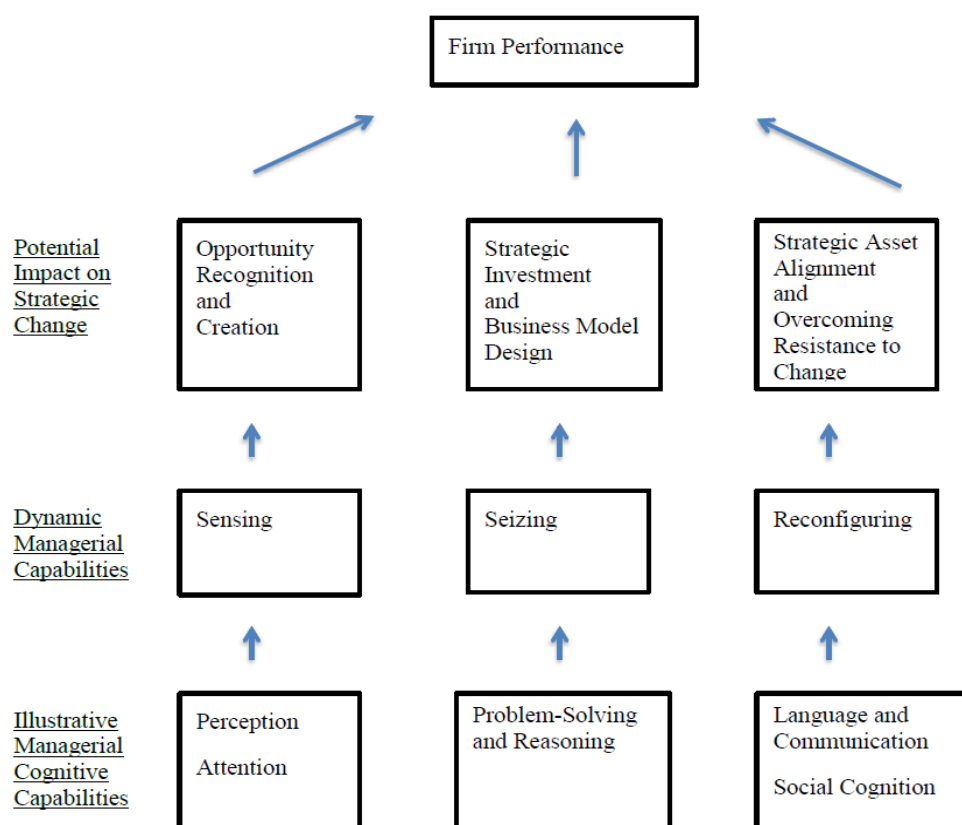 Firm Performance
Potential
Impact on
Strategic
Change
Opportunity
Recognition
and
Creation
Strategic
Investment
and
Business Model
Design
Strategic Asset
Alignment
and
Overcoming
Resistance to
Change
Dynamic
Managerial
Capabilities
Sensing
Seizing
Reconfiguring
Illustrative
Managerial
Cognitive
Capabilities
Perception
Attention
Problem-Solving
and Reasoning
Language and
Communication
Social Cognition